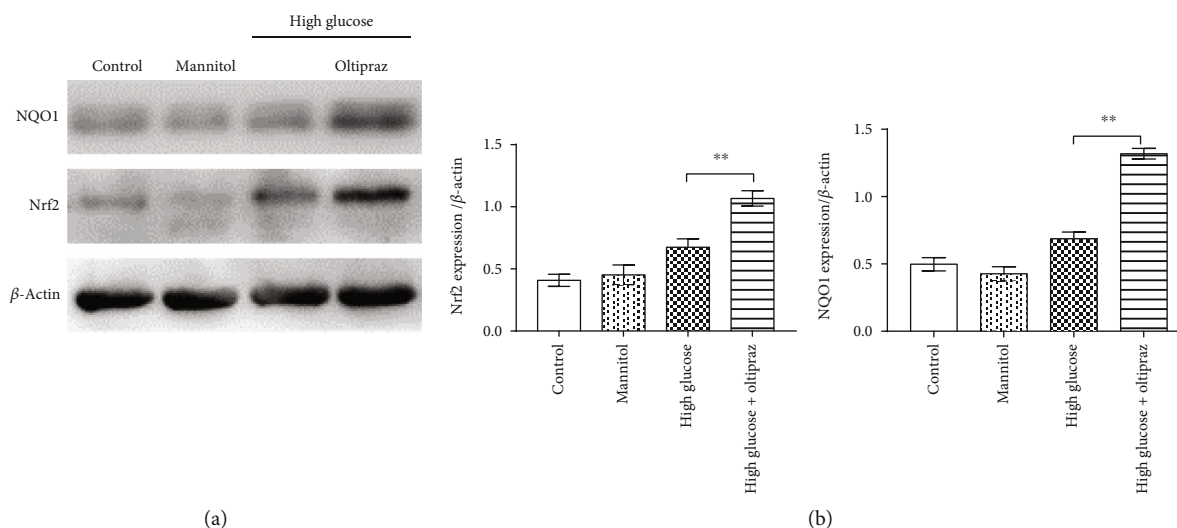 High glucose
Control Mannitol Oltipraz
NQO1
Nrf2
β-Actin
(a)
Nrf2 expression /β-actin
1.5
1.0
0.5
0.0
**
Control
Mannitol
High glucose
High glucose + oltipraz
NQO1 expression/β-actin
1.5
1.0
0.5
0.0
**
Control
Mannitol
High glucose
High glucose + oltipraz
(b)